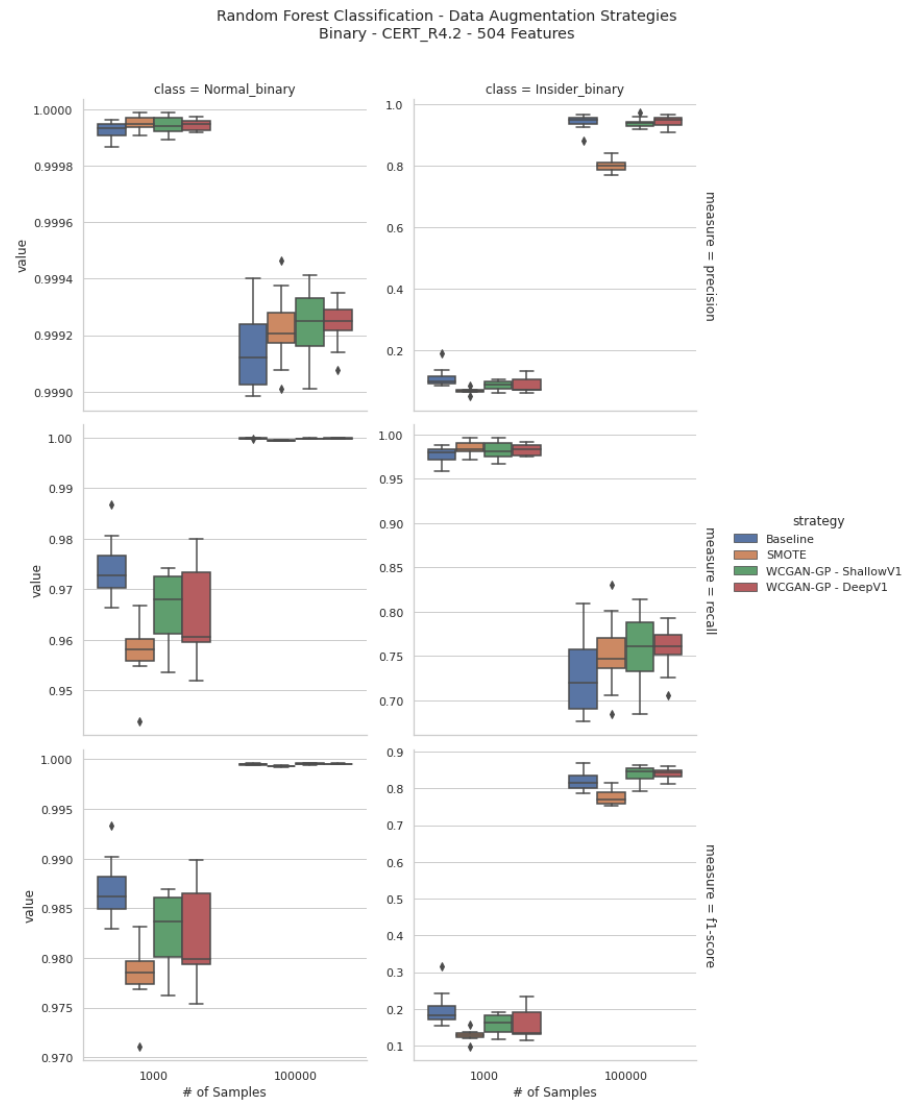 Random Forest Classification - Data Augmentation Strategies
Binary - CERT_R4.2 - 504 Features
class = Normal_binary
class = Insider_binary
1.0000
0.9998
0.9996
0.9994
0.9992
0.9990
value
1.0
0.8
0.6
0.4
0.2
measure = precision
1.00
0.99
0.98
0.97
0.96
0.95
value
1.00
0.95
0.90
0.85
0.80
0.75
0.70
measure = recall
strategy
Baseline
SMOTE
WCGAN-GP - ShallowV1
WCGAN-GP - DeepV1
1.000
0.995
0.990
0.985
0.980
0.975
0.970
value
0.9
0.8
0.7
0.6
0.5
0.4
0.3
0.2
0.1
measure = f1-score
1000
100000
# of Samples
1000
100000
# of Samples